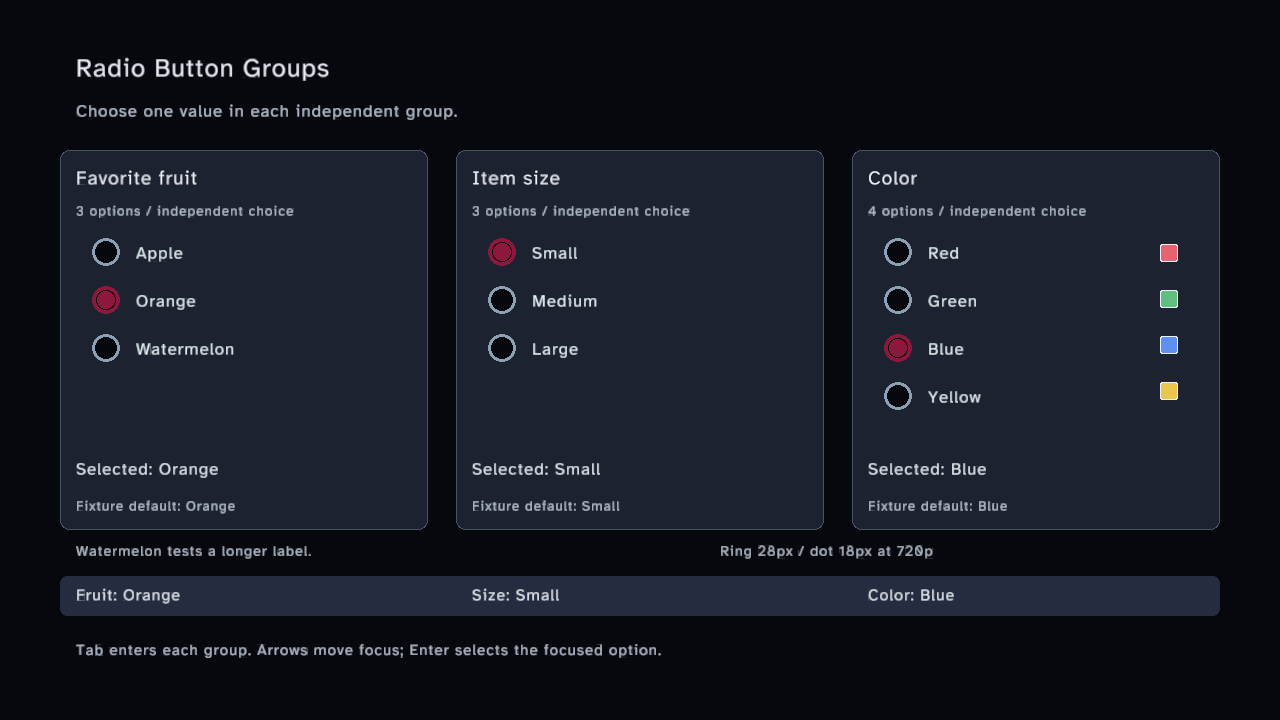 Radio Button Groups
Choose one value in each independent group.
Favorite fruit
3 options / independent choice
Apple
Orange
Watermelon
Selected: Orange
Fixture default: Orange
Item size
3 options / independent choice
Small
Medium
Large
Selected: Small
Fixture default: Small
Color
4 options / independent choice
Red
Green
Blue
Yellow
Selected: Blue
Fixture default: Blue
Watermelon tests a longer label.
Ring 28px / dot 18px at 720p
Fruit: Orange
Size: Small
Color: Blue
Tab enters each group. Arrows move focus; Enter selects the focused option.